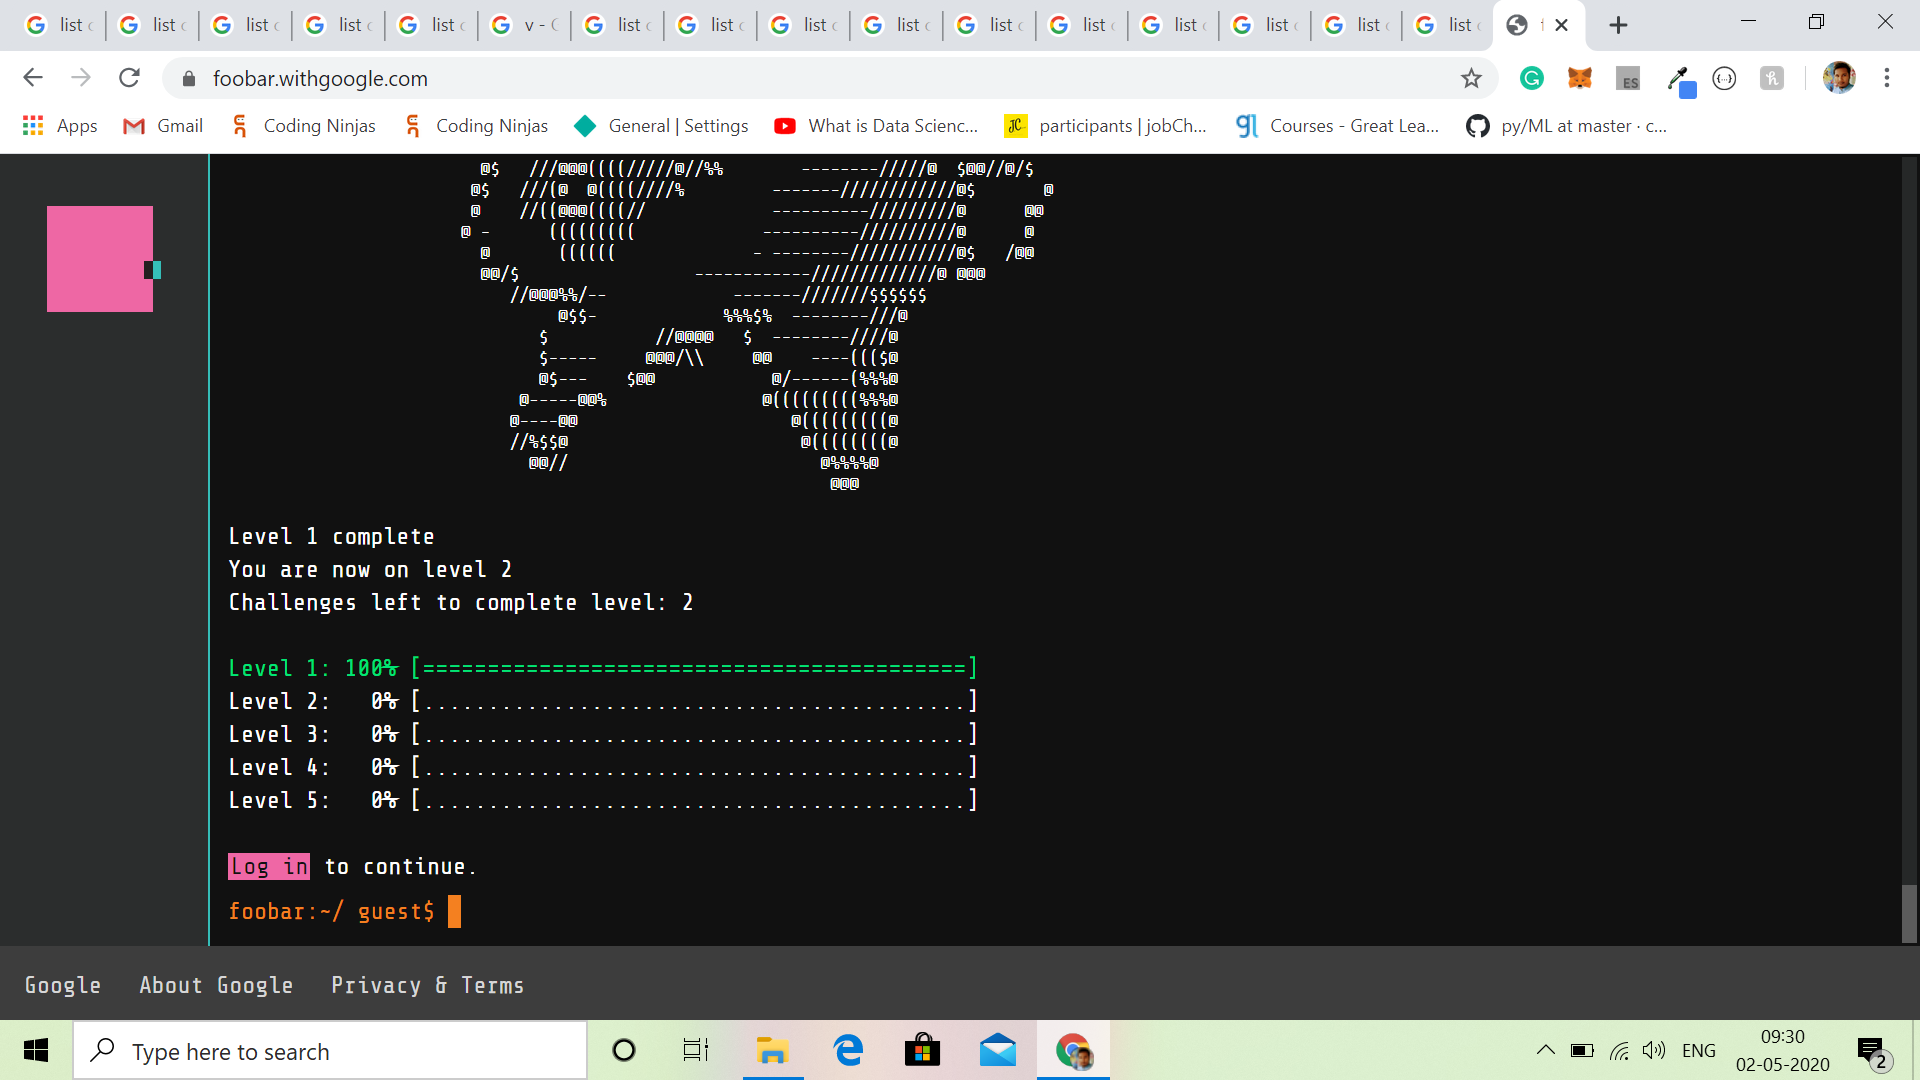 list
list
list
list
list
v - G
list
list
list
list
list
list
list
list
list
list
foobar.withgoogle.com
Apps
Gmail
Coding Ninjas
Coding Ninjas
General | Settings
What is Data Scienc...
participants | jobCh...
Courses - Great Lea...
py/ML at master · c...
@$   ///@@@((((/////@//%%        --------/////@  $@@//@/$
@$   ///(@  @((((////%         -------////////////@$       @
@    //((@@@((((//             ----------/////////@      @@
@ -      (((((((((             ----------//////////@      @
@       ((((((              - --------///////////@$   /@@
@@/$                  ------------/////////////@ @@@
//@@@%%/--             -------///////$$$$$$
@$$-             %%%$%  --------///@
$           //@@@@   $  --------////@
$-----     @@@/\\     @@    ----((($@
@$---    $@@            @/------(%%%@
@-----@@%                @(((((((((%%%@
@----@@                      @(((((((((@
//%$$@                        @((((((((@
@@//                          @%%%%@
@@@
Level 1 complete
You are now on level 2
Challenges left to complete level: 2
Level 1: 100% [==========================================]
Level 2:   0% [..........................................]
Level 3:   0% [..........................................]
Level 4:   0% [..........................................]
Level 5:   0% [..........................................]
Log in to continue.
foobar:~/ guest$
Google   About Google   Privacy & Terms
Type here to search
ENG
09:30
02-05-2020
2